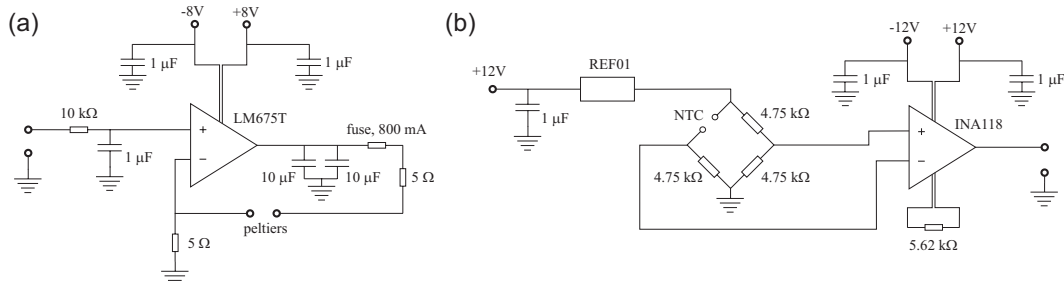 (a)
-8V
+8V
1 μF
1 μF
10 kΩ
LM675T
fuse, 800 mA
1 μF
10 μF
10 μF
5 Ω
peltiers
5 Ω
(b)
-12V
+12V
REF01
+12V
1 μF
1 μF
1 μF
NTC
4.75 kΩ
INA118
4.75 kΩ
4.75 kΩ
5.62 kΩ
+
−
+
−